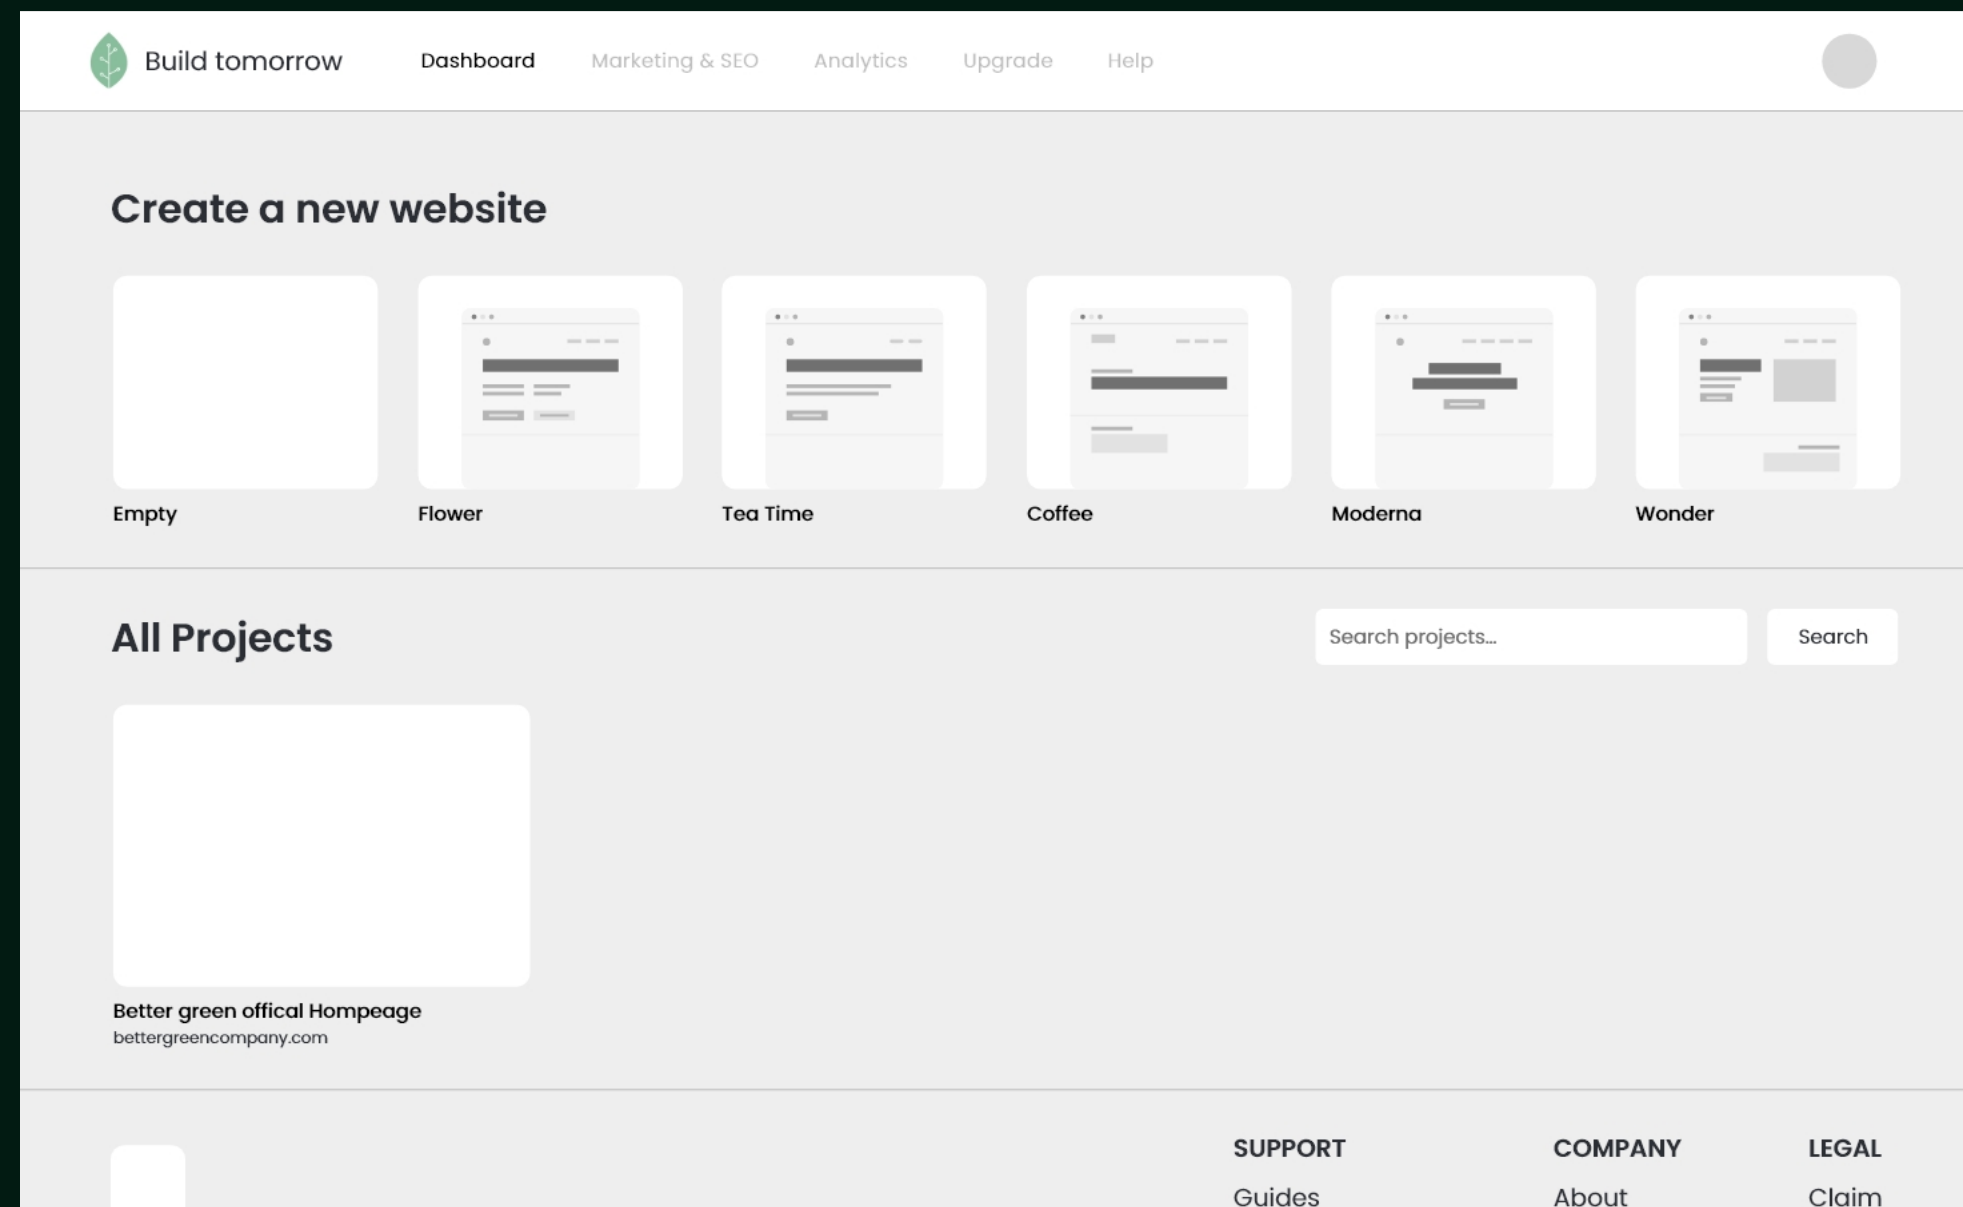 Build tomorrow
Dashboard
Marketing & SEO
Analytics
Upgrade
Help
Create a new website
Empty
Flower
Tea Time
Coffee
Moderna
Wonder
All Projects
Search projects...
Search
Better green offical Hompeage
bettergreencompany.com
SUPPORT
COMPANY
LEGAL
Guides
About
Claim